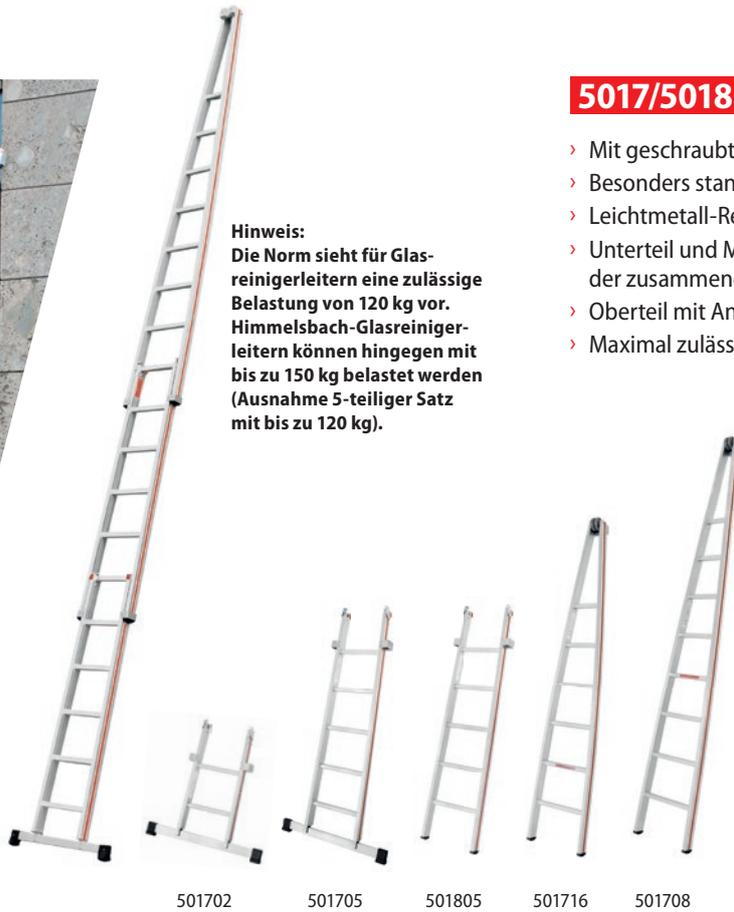 5017/5018
› Mit geschraubt
› Besonders stan
› Leichtmetall-Re
› Unterteil und M
der zusammen
› Oberteil mit An
› Maximal zuläss
Hinweis:
Die Norm sieht für Glas-
reinigerleitern eine zulässige
Belastung von 120 kg vor.
Himmelsbach-Glasreiniger-
leitern können hingegen mit
bis zu 150 kg belastet werden
(Ausnahme 5-teiliger Satz
mit bis zu 120 kg).
501702 501705 501805 501716 501708